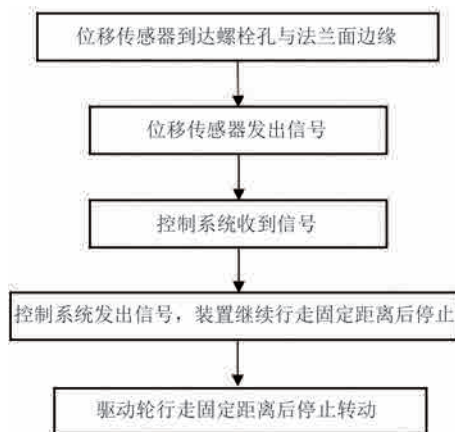 位移传感器到达螺栓孔与法兰面边缘
位移传感器发出信号
控制系统收到信号
控制系统发出信号，装置继续行走固定距离后停止
驱动轮行走固定距离后停止转动